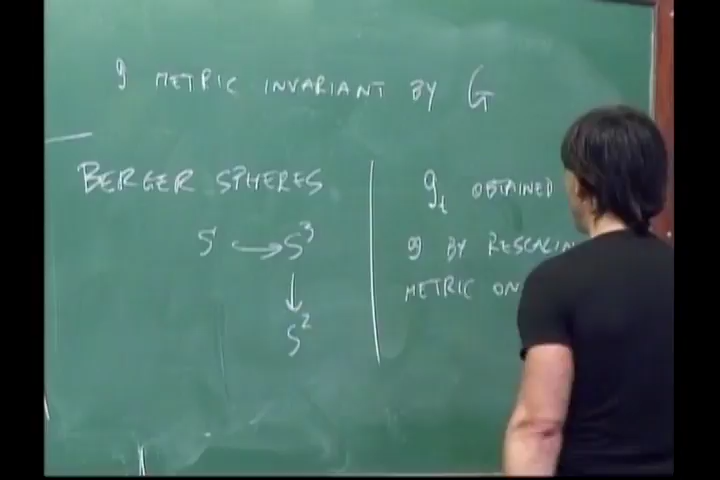 g METRIC INVARIANT BY G
BERGER SPHERES
S → S³
↓
S²
g_t OBTAINED
g BY RESCALIN
METRIC ON